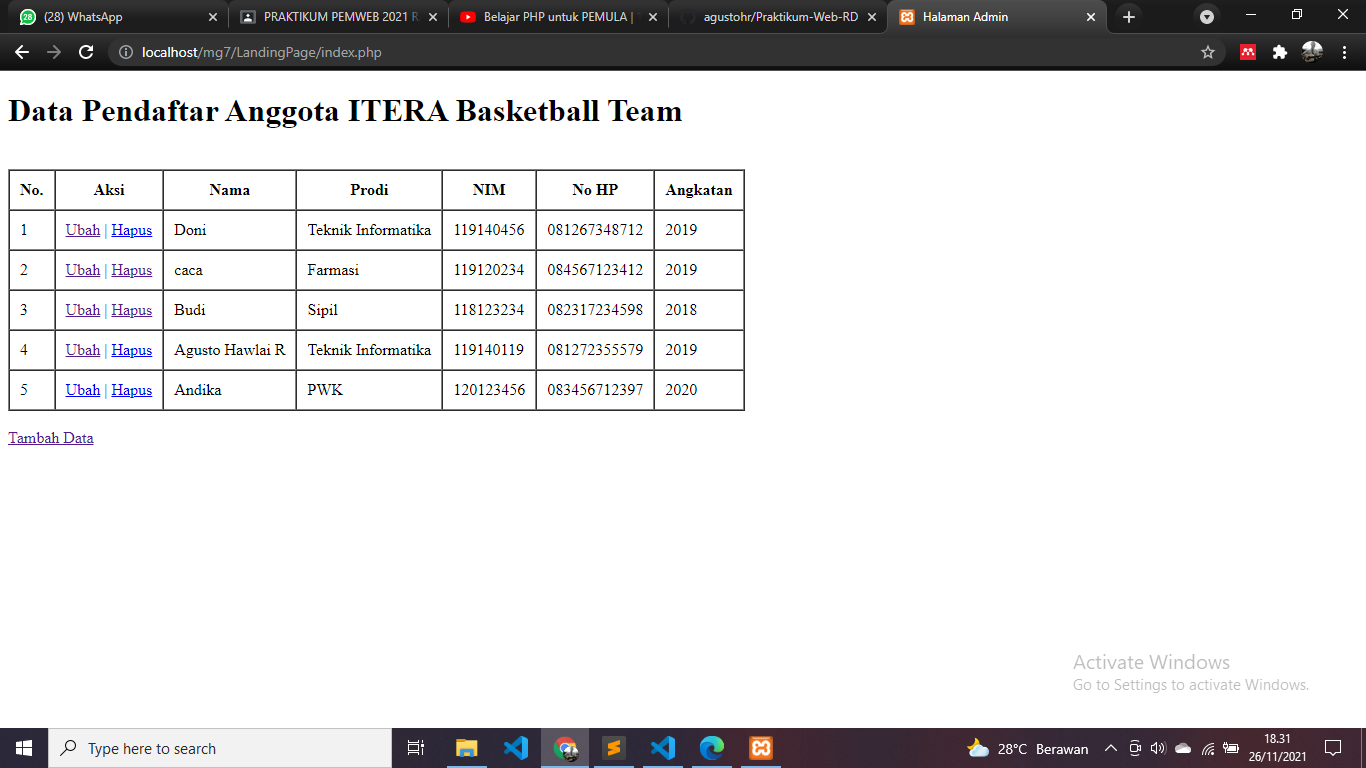 (28) WhatsApp
PRAKTIKUM PEMWEB 2021 R
Belajar PHP untuk PEMULA |
agustohr/Praktikum-Web-RD
Halaman Admin
localhost/mg7/LandingPage/index.php
Data Pendaftar Anggota ITERA Basketball Team
No. Aksi Nama Prodi NIM No HP Angkatan
1 Ubah | Hapus Doni Teknik Informatika 119140456 081267348712 2019
2 Ubah | Hapus caca Farmasi 119120234 084567123412 2019
3 Ubah | Hapus Budi Sipil 118123234 082317234598 2018
4 Ubah | Hapus Agusto Hawlai R Teknik Informatika 119140119 081272355579 2019
5 Ubah | Hapus Andika PWK 120123456 083456712397 2020
Tambah Data
Activate Windows
Go to Settings to activate Windows.
Type here to search
28°C Berawan
18.31
26/11/2021